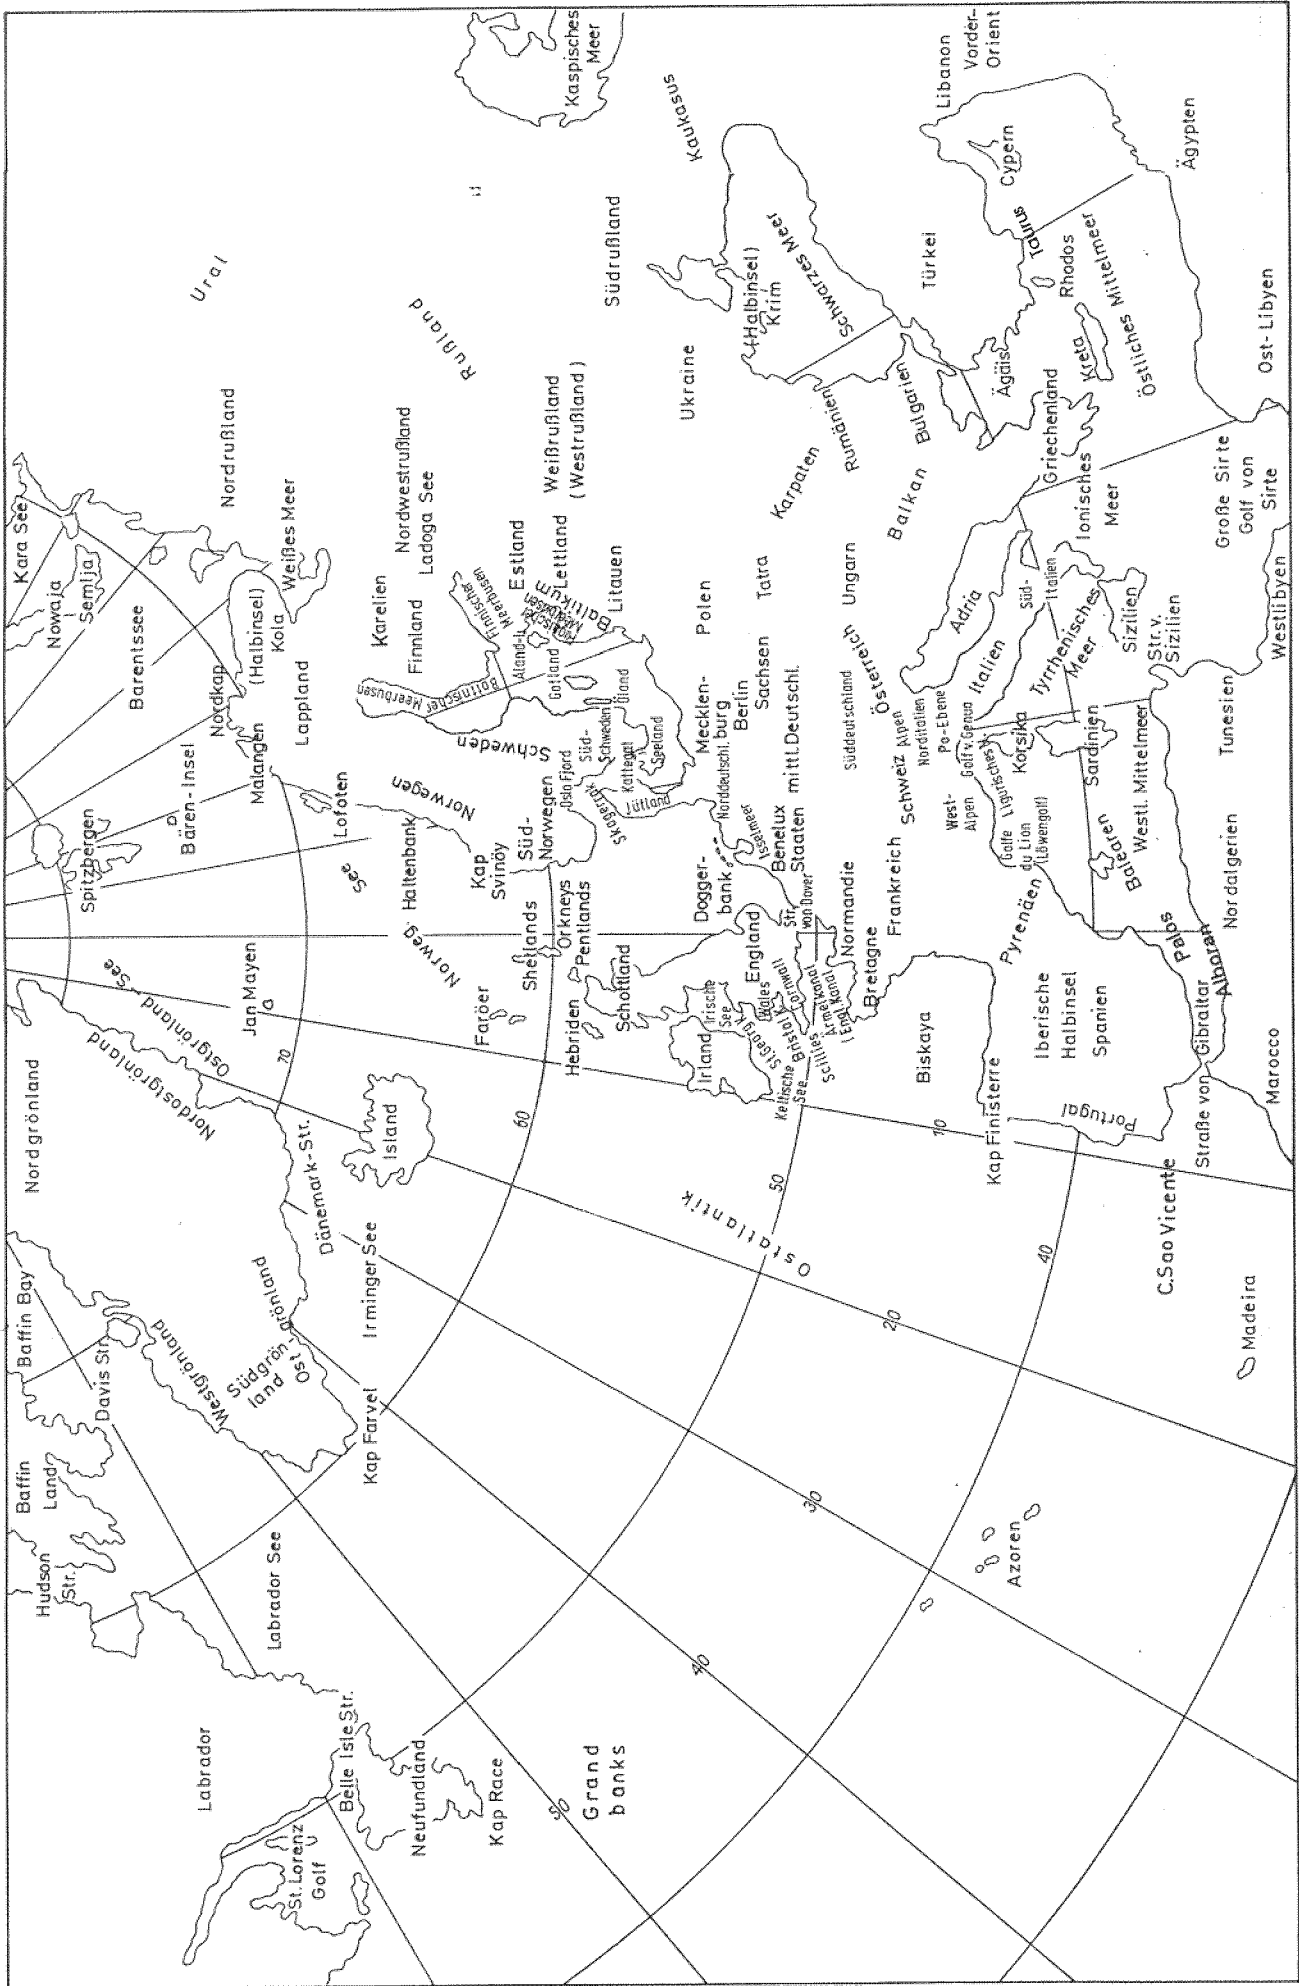 St. Lorenz
Golf
Labrador
Belle Isle Str.
Neufundland
Kap Race
Grand
banks
50
Hudson
Str.
Baffin
Land
Labrador See
Baffin Bay
Davis Str.
Westgrönland
Südgrön-
land
Ost-
grönland
Kap Farvel
40
Nordgrönland
Nordostgrönland
Ostgrönland-See
Dänemark-Str.
Irminger See
Island
70
60
50
40
30
20
10
Ostatlantik
Azoren
Madeira
C. Sao Vicente
Jan Mayen
Spitzbergen
Bären-Insel
Barentssee
Nowaja
Semlja
Kara See
Nordkap
Malangen
(Halbinsel)
Kola
Weißes Meer
Nordrußland
Ural
Lappland
Lofoten
Norweg.
See
Haltenbank
Norwegen
Schweden
Karelien
Finnland
Nordwestrußland
Ladoga See
Rußland
Kap
Svinöy
Süd-
Norwegen
Oslo Fjord
Süd-
Schweden
Skagerrak
Kattegat
Jütland
Seeland
Öland
Gotland
Åland-I.
Bottnischer Meerbusen
Finnischer
Meerbusen
Meerbusen
Baltikum
Estland
Lettland
Litauen
Weißrußland
(Westrußland)
Südrußland
Kaspisches
Meer
Kaukasus
Faröer
Shetlands
Orkneys
Pentlands
Hebriden
Schottland
Dogger-
bank
England
Irland
Irische
See
St. Georg K.
Wales
Bristol K.
Cornwall
Keltische
See
Scillies
Ärmelkanal
(Engl. Kanal
Str.
von Dover
Isselmeer
Benelux
Staaten
Norddeutschl.
Mecklen-
burg
Berlin
Sachsen
mittl. Deutschl.
Süddeutschland
Polen
Tatra
Ukraine
Karpaten
Ungarn
Österreich
Rumänien
Bulgarien
Balkan
(Halbinsel)
Krim
Schwarzes Meer
Türkei
Normandie
Bretagne
Frankreich
Schweiz
Alpen
West-
Alpen
Norditalien
Po-Ebene
Golf v. Genua
Ligurisches M.
Golfe
du Lion
(Löwengolf)
Korsika
Italien
Adria
Süd-
Italien
Tyrrhenisches
Meer
Sardinien
Sizilien
Str. v.
Sizilien
Ionisches
Meer
Griechenland
Ägäis
Kreta
Rhodos
Taurus
Cypern
Libanon
Vorder-
Orient
Östliches Mittelmeer
Ägypten
Ost-Libyen
Große Sirte
Golf von
Sirte
Westlibyen
Tunesien
Nordalgerien
Westl. Mittelmeer
Balearen
Palos
Alboran
Pyrenäen
Biskaya
Kap Finisterre
Iberische
Halbinsel
Spanien
Portugal
Gibraltar
Straße von
Marocco